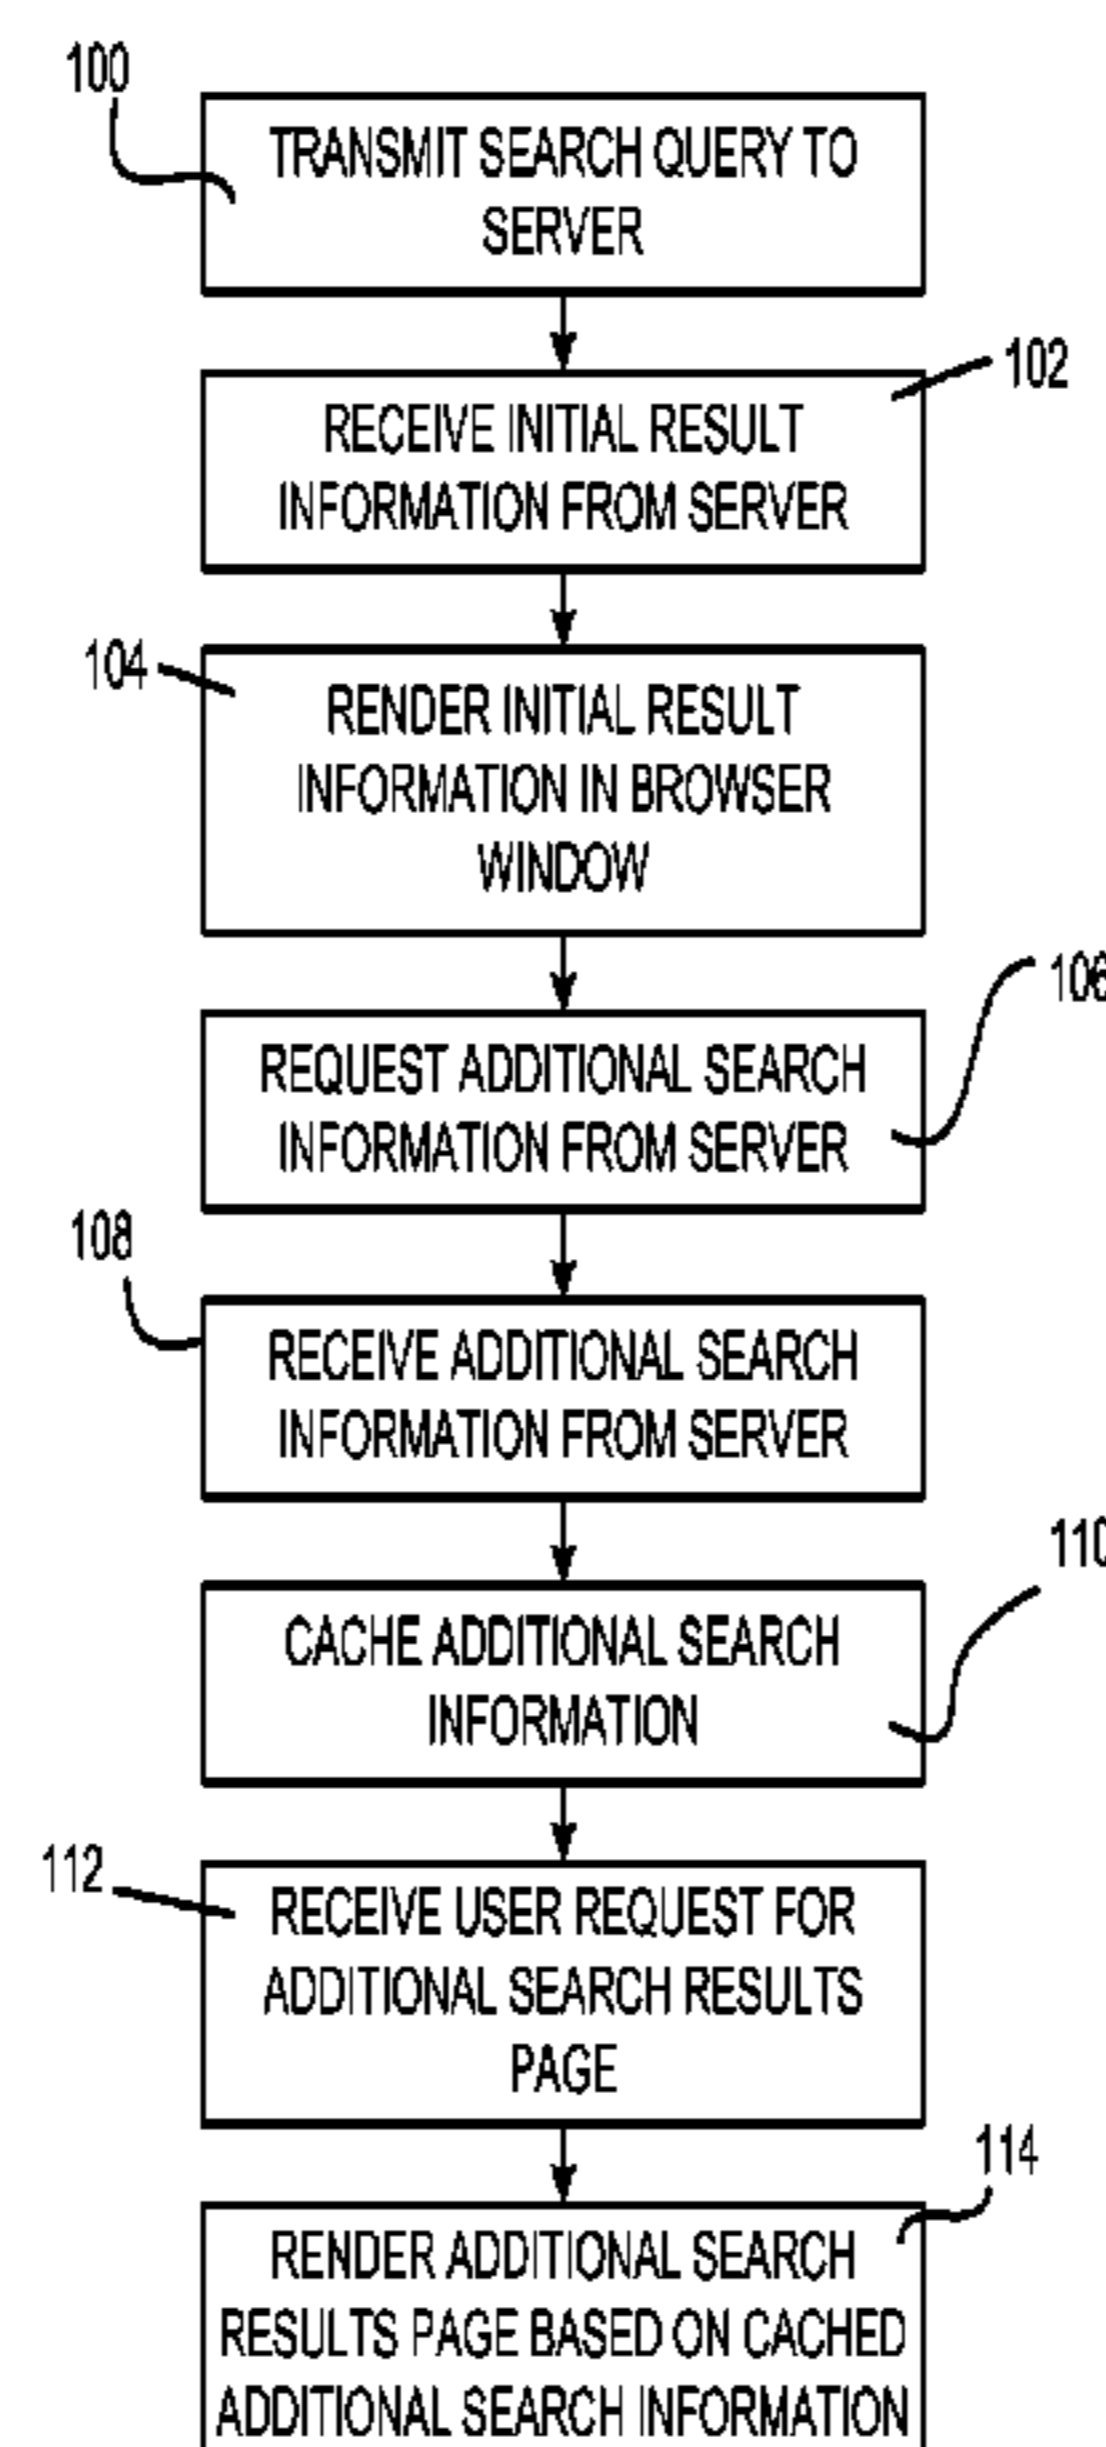 100
TRANSMIT SEARCH QUERY TO
SERVER
102
RECEIVE INITIAL RESULT
INFORMATION FROM SERVER
104
RENDER INITIAL RESULT
INFORMATION IN BROWSER
WINDOW
106
REQUEST ADDITIONAL SEARCH
INFORMATION FROM SERVER
108
RECEIVE ADDITIONAL SEARCH
INFORMATION FROM SERVER
110
CACHE ADDITIONAL SEARCH
INFORMATION
112
RECEIVE USER REQUEST FOR
ADDITIONAL SEARCH RESULTS
PAGE
114
RENDER ADDITIONAL SEARCH
RESULTS PAGE BASED ON CACHED
ADDITIONAL SEARCH INFORMATION